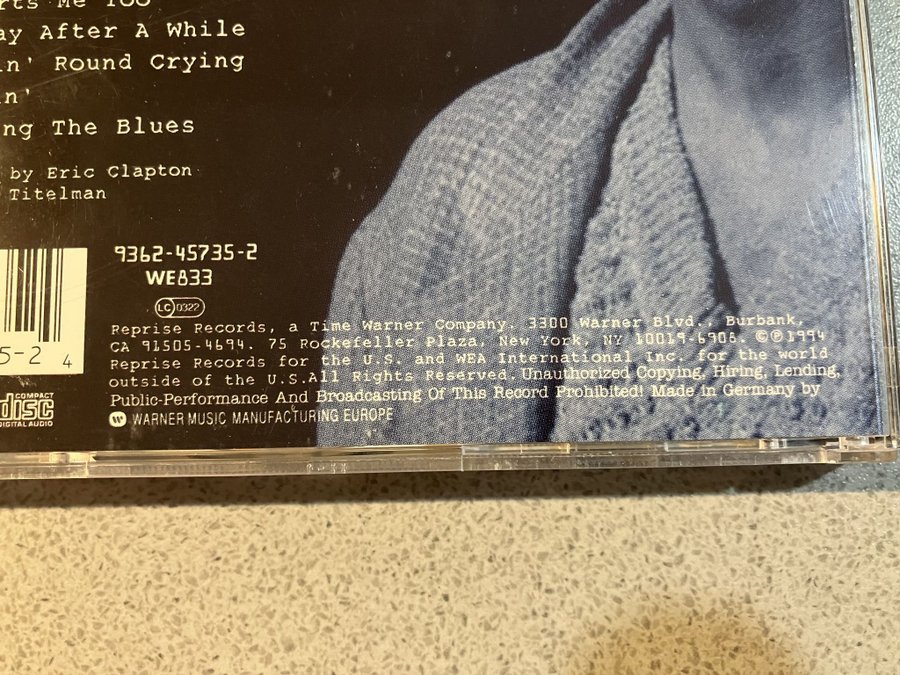 rts Me Too
ay After A While
in' Round Crying
in'
ng The Blues
by Eric Clapton
Titelman
9362-45735-2
WE833
LC 0322
5-2 4
Reprise Records, a Time Warner Company. 3300 Warner Blvd., Burbank,
CA 91505-4694. 75 Rockefeller Plaza, New York, NY 10019-6908. ©℗1994
Reprise Records for the U.S. and WEA International Inc. for the world
outside of the U.S.All Rights Reserved. Unauthorized Copying, Hiring, Lending,
Public-Performance And Broadcasting Of This Record Prohibited! Made in Germany by
WARNER MUSIC MANUFACTURING EUROPE
COMPACT
disc
DIGITAL AUDIO